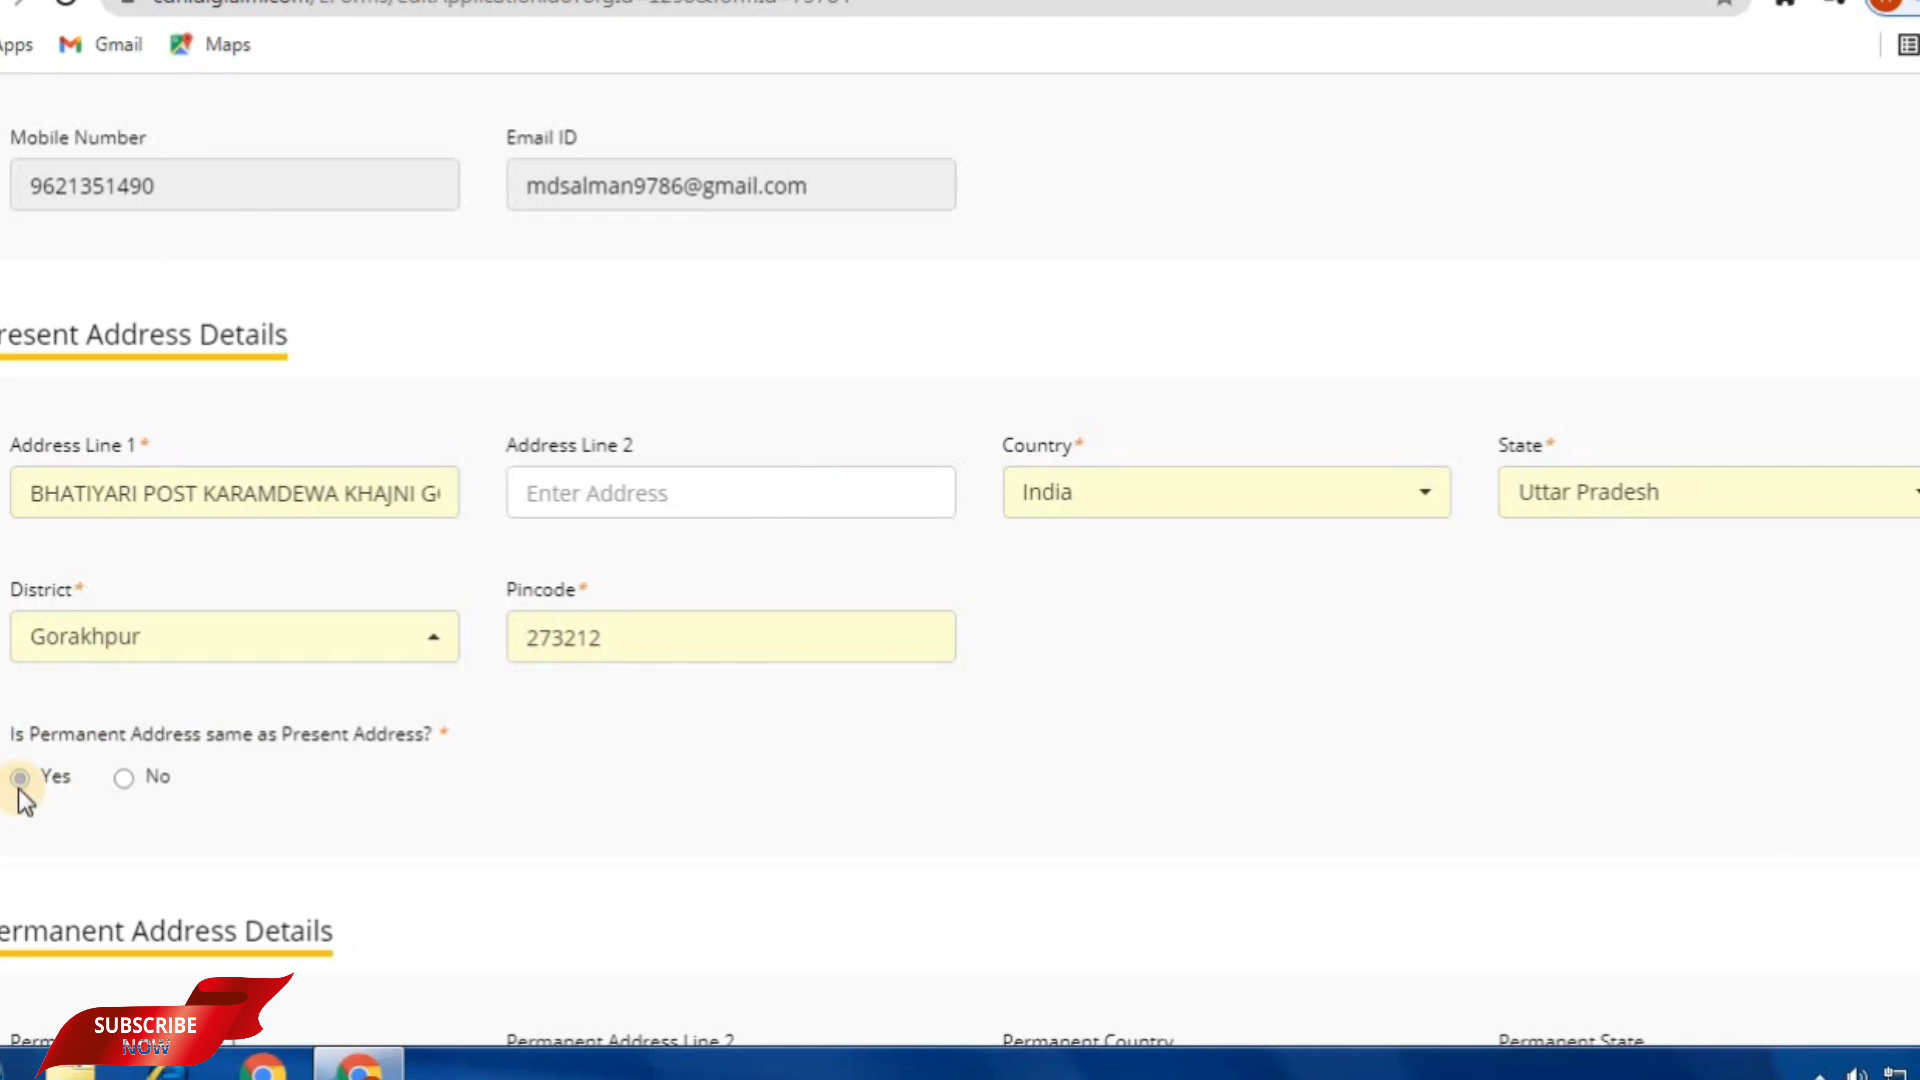 Gmail Maps
Mobile Number Email ID
9621351490 mdsalman9786@gmail.com
resent Address Details
Address Line 1* Address Line 2 Country* State*
BHATIYARI POST KARAMDEWA KHAJNI G Enter Address India Uttar Pradesh
District* Pincode*
Gorakhpur 273212
Is Permanent Address same as Present Address? *
Yes No
ermanent Address Details
Permanent Address Line 2 Permanent Country Permanent State
SUBSCRIBE
NOW